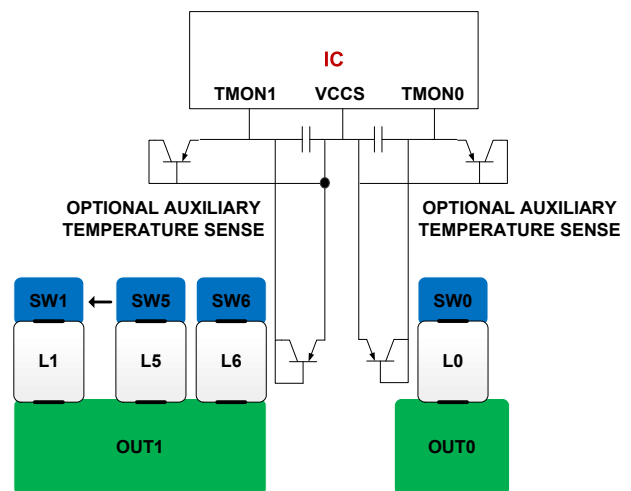 IC
TMON1 VCCS TMON0
OPTIONAL AUXILIARY
TEMPERATURE SENSE
OPTIONAL AUXILIARY
TEMPERATURE SENSE
SW1 SW5 SW6 SW0
L1 L5 L6 L0
OUT1 OUT0